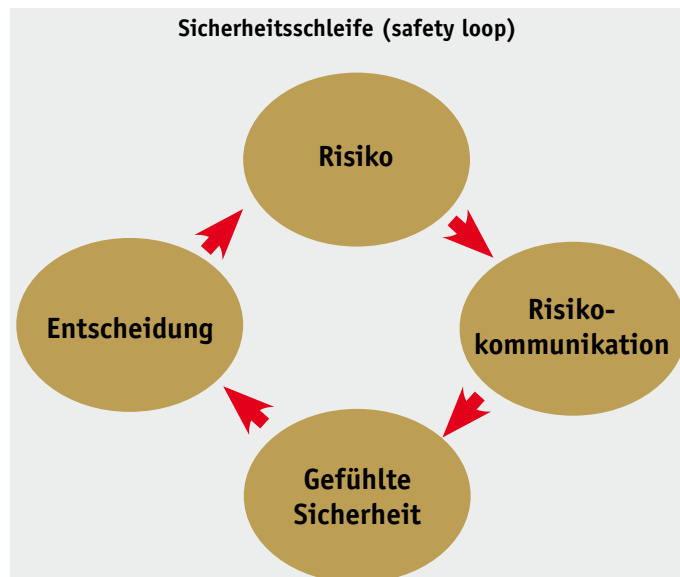 Sicherheitsschleife (safety loop)
Risiko
Risiko-
kommunikation
Gefühlte
Sicherheit
Entscheidung